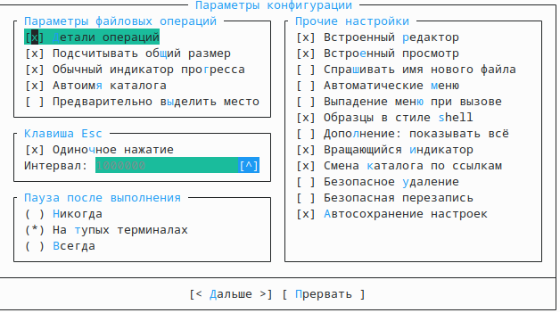 Параметры конфигурации
Параметры файловых операций
[x] Детали операций
[x] Подсчитывать общий размер
[x] Обычный индикатор прогресса
[x] Автоимя каталога
[ ] Предварительно выделить место
Клавиша Esc
[x] Одиночное нажатие
Интервал: 1000000 [^]
Пауза после выполнения
( ) Никогда
(*) На тупых терминалах
( ) Всегда
Прочие настройки
[x] Встроенный редактор
[x] Встроенный просмотр
[ ] Спрашивать имя нового файла
[ ] Автоматические меню
[ ] Выпадение меню при вызове
[x] Образцы в стиле shell
[ ] Дополнение: показывать всё
[x] Вращающийся индикатор
[x] Смена каталога по ссылкам
[ ] Безопасное удаление
[ ] Безопасная перезапись
[x] Автосохранение настроек
[< Дальше >] [ Прервать ]